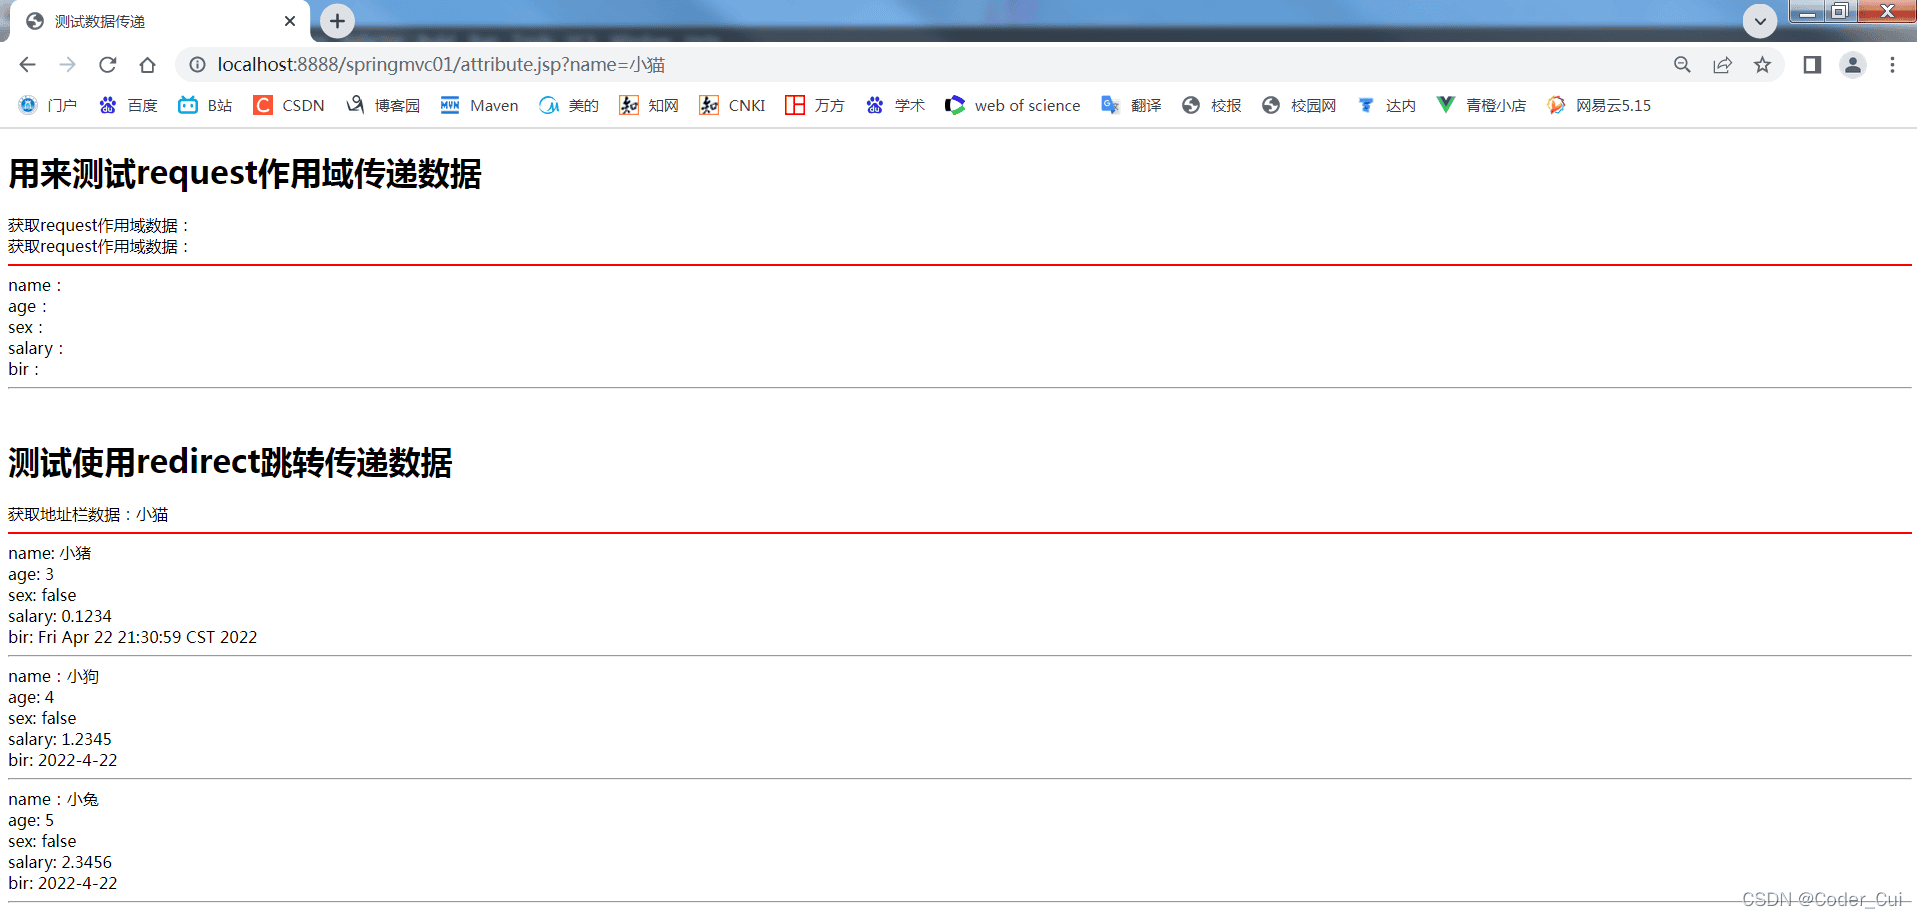 测试数据传递
localhost:8888/springmvc01/attribute.jsp?name=小猫
门户 百度 B站 CSDN 博客园 Maven 美的 知网 CNKI 万方 学术 web of science 翻译 校报 校园网 达内 青橙小店 网易云5.15
用来测试request作用域传递数据
获取request作用域数据：
获取request作用域数据：
name：
age：
sex：
salary：
bir：
测试使用redirect跳转传递数据
获取地址栏数据：小猫
name: 小猪
age: 3
sex: false
salary: 0.1234
bir: Fri Apr 22 21:30:59 CST 2022
name：小狗
age: 4
sex: false
salary: 1.2345
bir: 2022-4-22
name：小兔
age: 5
sex: false
salary: 2.3456
bir: 2022-4-22
CSDN @Coder_Cui